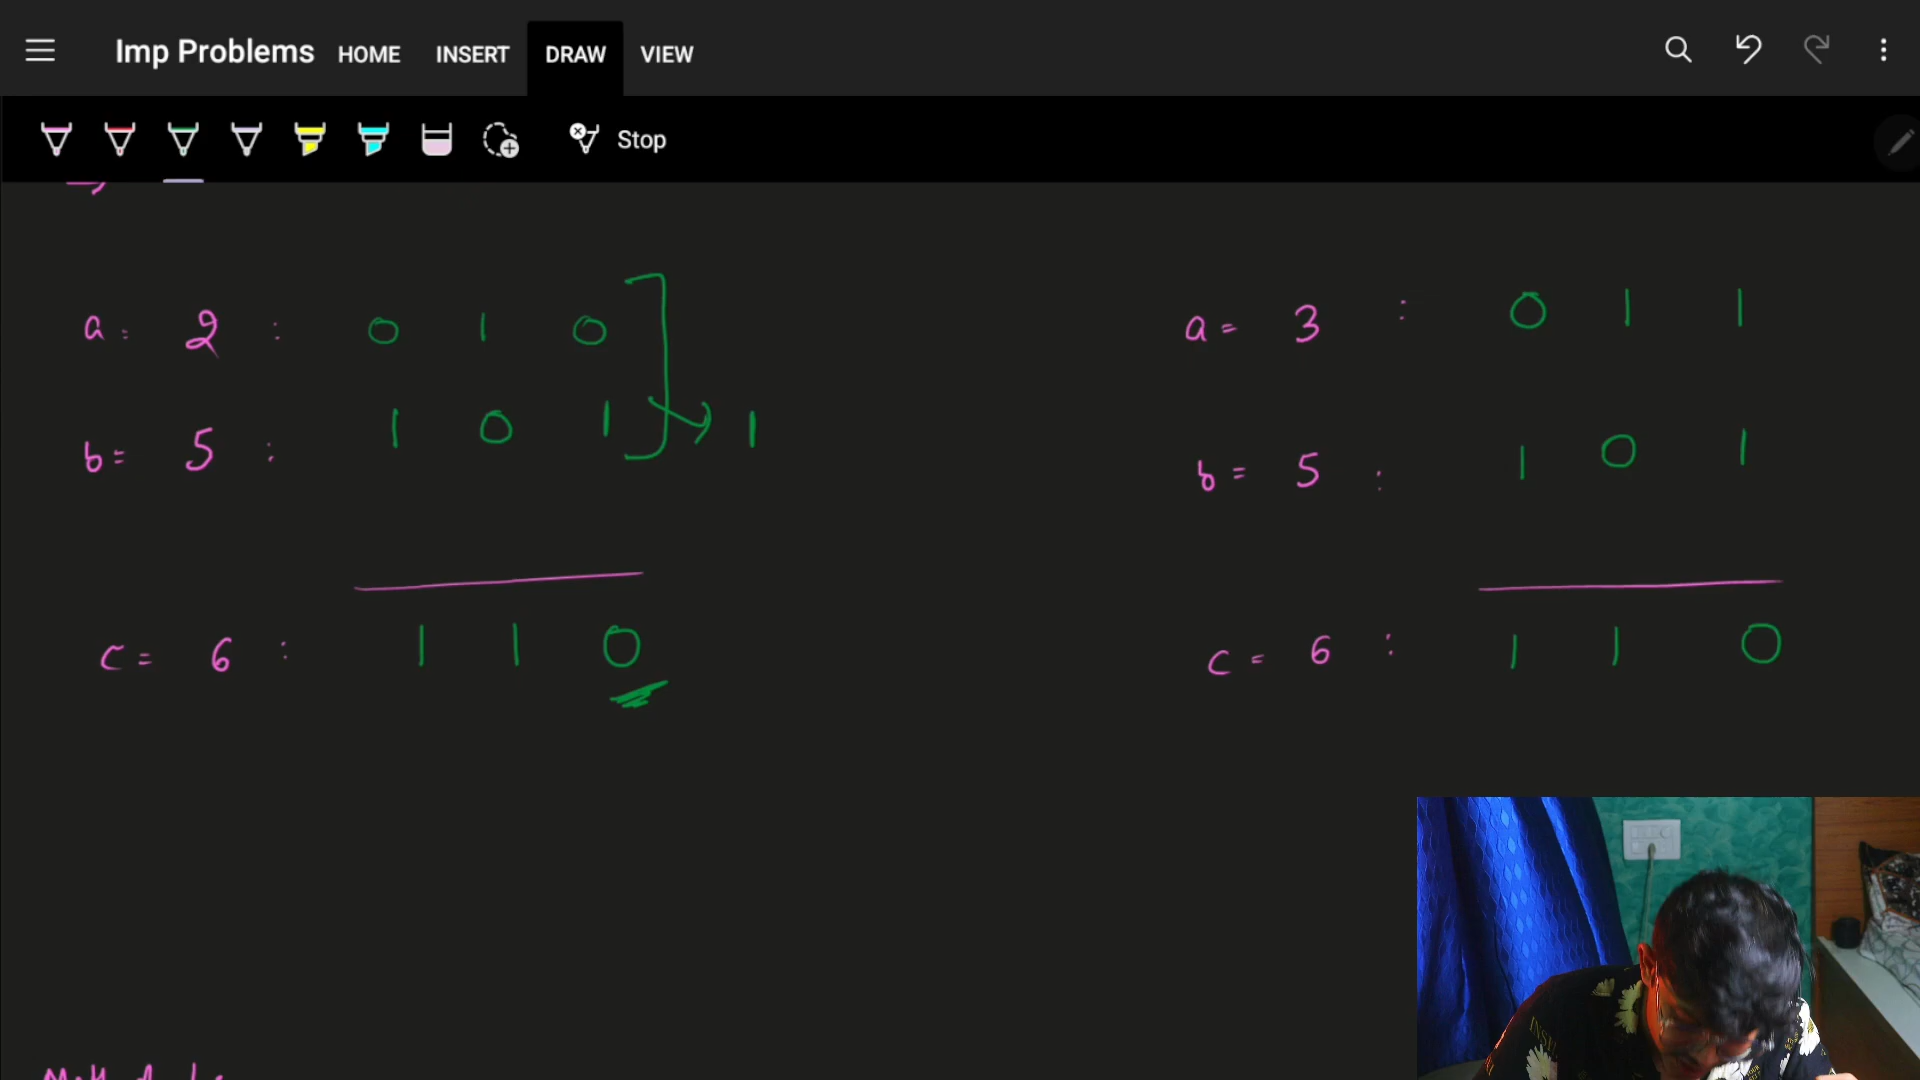 Imp Problems HOME INSERT DRAW VIEW
Stop
a = 2 : 0 1 0
b = 5 : 1 0 1
1
c = 6 : 1 1 0
a = 3 : 0 1 1
b = 5 : 1 0 1
c = 6 : 1 1 0